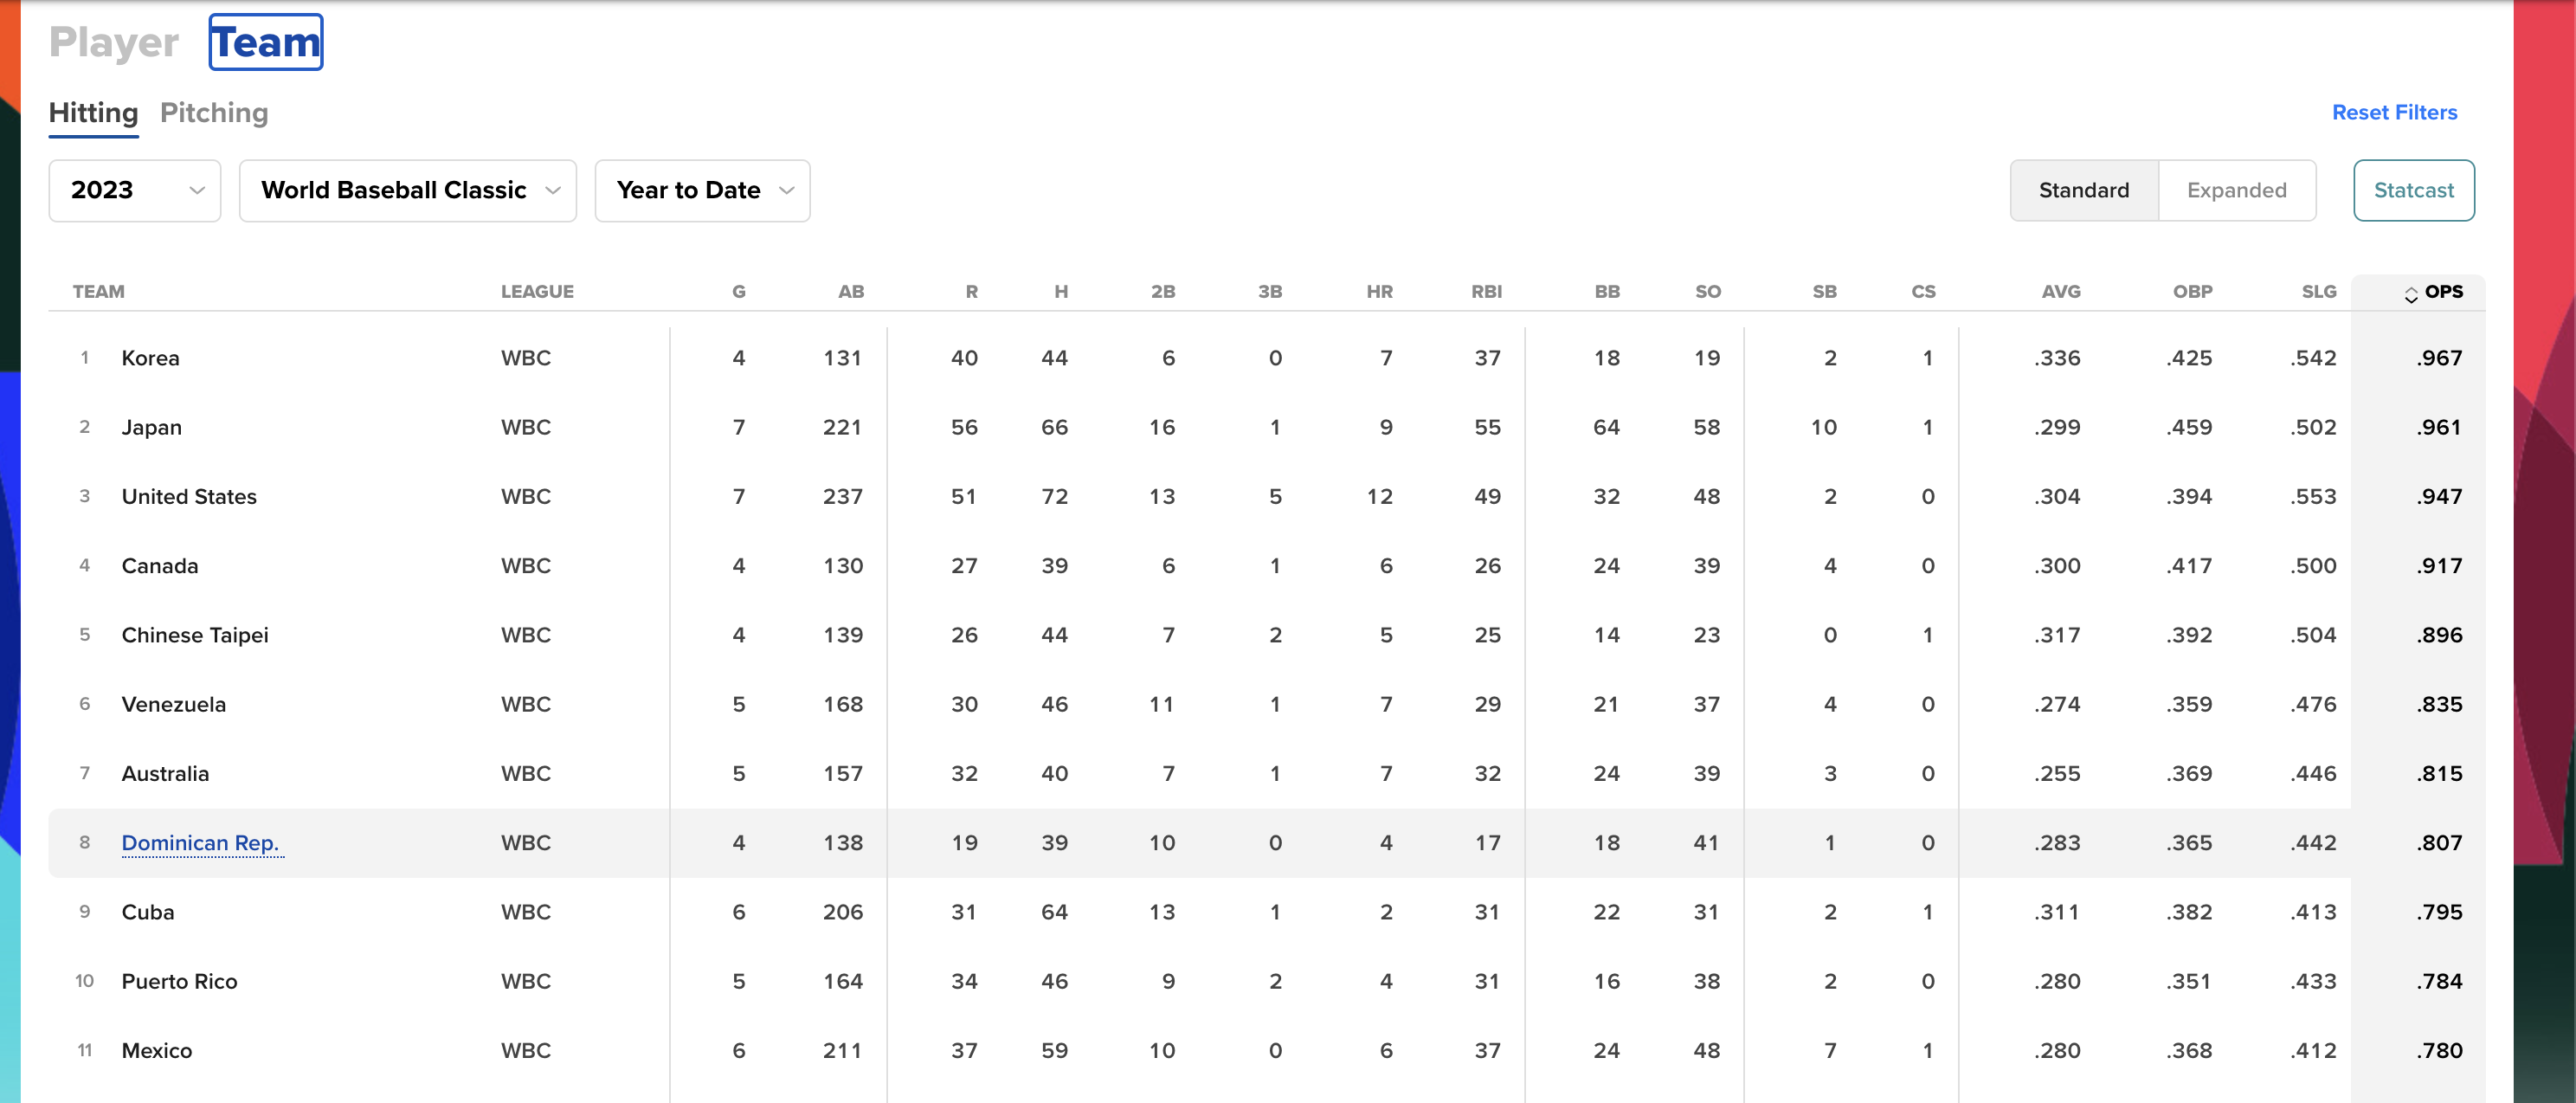 Player Team
Hitting Pitching Reset Filters
2023 World Baseball Classic Year to Date Standard Expanded Statcast
TEAM LEAGUE G AB R H 2B 3B HR RBI BB SO SB CS AVG OBP SLG OPS
1 Korea WBC 4 131 40 44 6 0 7 37 18 19 2 1 .336 .425 .542 .967
2 Japan WBC 7 221 56 66 16 1 9 55 64 58 10 1 .299 .459 .502 .961
3 United States WBC 7 237 51 72 13 5 12 49 32 48 2 0 .304 .394 .553 .947
4 Canada WBC 4 130 27 39 6 1 6 26 24 39 4 0 .300 .417 .500 .917
5 Chinese Taipei WBC 4 139 26 44 7 2 5 25 14 23 0 1 .317 .392 .504 .896
6 Venezuela WBC 5 168 30 46 11 1 7 29 21 37 4 0 .274 .359 .476 .835
7 Australia WBC 5 157 32 40 7 1 7 32 24 39 3 0 .255 .369 .446 .815
8 Dominican Rep. WBC 4 138 19 39 10 0 4 17 18 41 1 0 .283 .365 .442 .807
9 Cuba WBC 6 206 31 64 13 1 2 31 22 31 2 1 .311 .382 .413 .795
10 Puerto Rico WBC 5 164 34 46 9 2 4 31 16 38 2 0 .280 .351 .433 .784
11 Mexico WBC 6 211 37 59 10 0 6 37 24 48 7 1 .280 .368 .412 .780